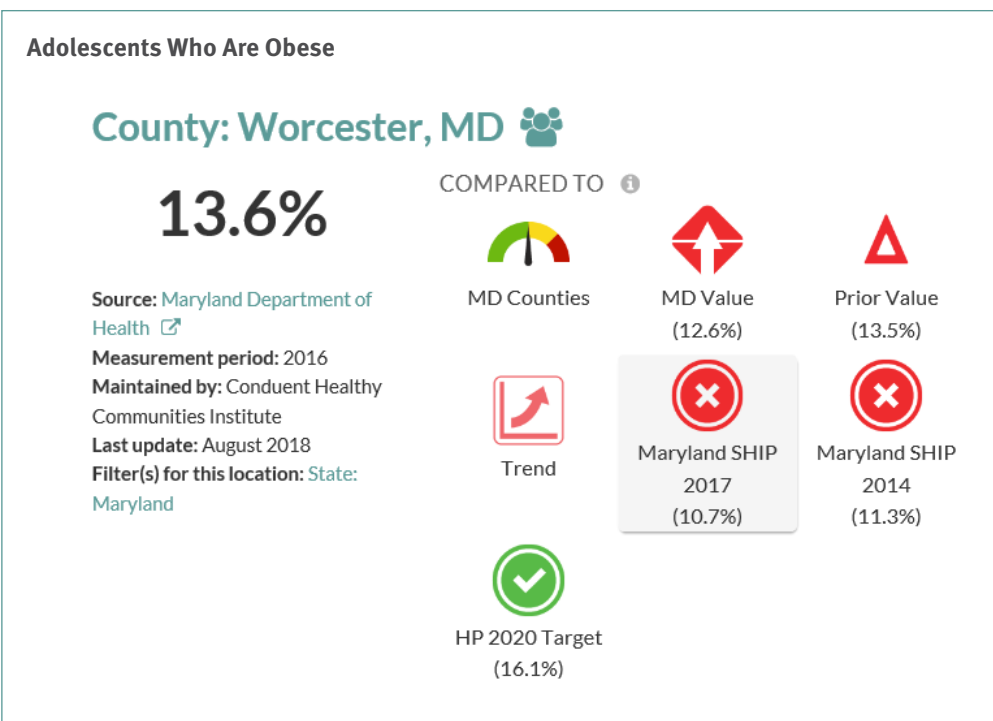 Adolescents Who Are Obese
County: Worcester, MD
13.6%
Source: Maryland Department of
Health
Measurement period: 2016
Maintained by: Conduent Healthy
Communities Institute
Last update: August 2018
Filter(s) for this location: State:
Maryland
COMPARED TO
MD Counties
MD Value
(12.6%)
Prior Value
(13.5%)
Trend
Maryland SHIP
2017
(10.7%)
Maryland SHIP
2014
(11.3%)
HP 2020 Target
(16.1%)